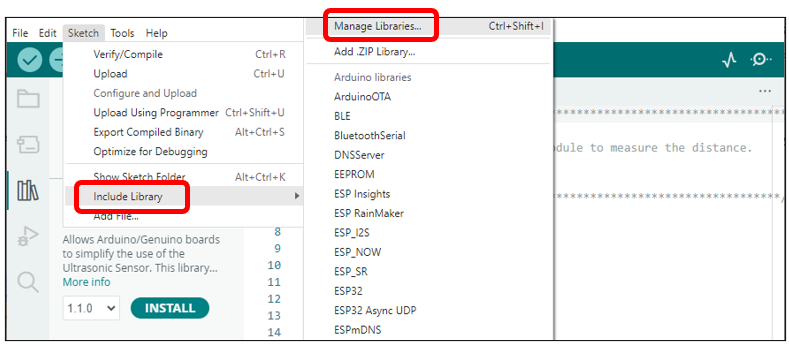 File Edit Sketch Tools Help
Verify/Compile Ctrl+R
Upload Ctrl+U
Configure and Upload
Upload Using Programmer Ctrl+Shift+U
Export Compiled Binary Alt+Ctrl+S
Optimize for Debugging
Show Sketch Folder Alt+Ctrl+K
Include Library
Add File...
Allows Arduino/Genuino boards
to simplify the use of the
Ultrasonic Sensor. This library...
More info
1.1.0 INSTALL
8
9
10
11
12
13
14
Manage Libraries... Ctrl+Shift+I
Add .ZIP Library...
Arduino libraries
ArduinoOTA
BLE
BluetoothSerial
DNSServer
EEPROM
ESP Insights
ESP RainMaker
ESP_I2S
ESP_NOW
ESP_SR
ESP32
ESP32 Async UDP
ESPmDNS
to measure the distance.